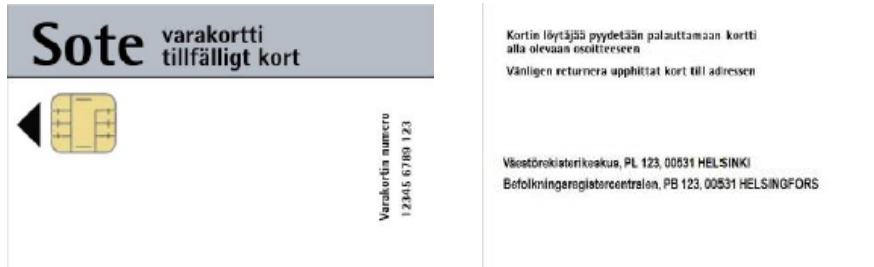 Sote varakortti
tillfälligt kort
Varakortin numero
12345 6789 123
Kortin löytäjää pyydetään palauttamaan kortti
alla olevaan osoitteeseen
Vänligen returnera upphittat kort till adressen
Väestörekisterikeskus, PL 123, 00531 HELSINKI
Befolkningsregistercentralen, PB 123, 00531 HELSINGFORS